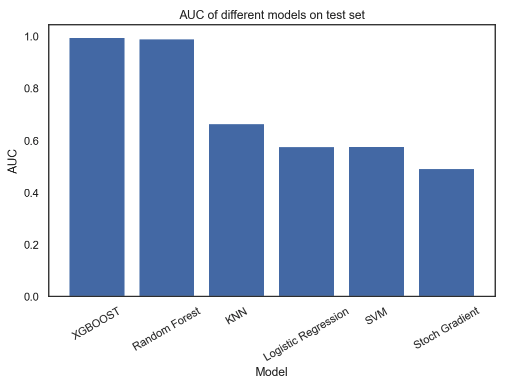 AUC of different models on test set
1.0
0.8
0.6
0.4
0.2
0.0
AUC
XGBOOST
Random Forest
KNN
Logistic Regression
SVM
Stoch Gradient
Model